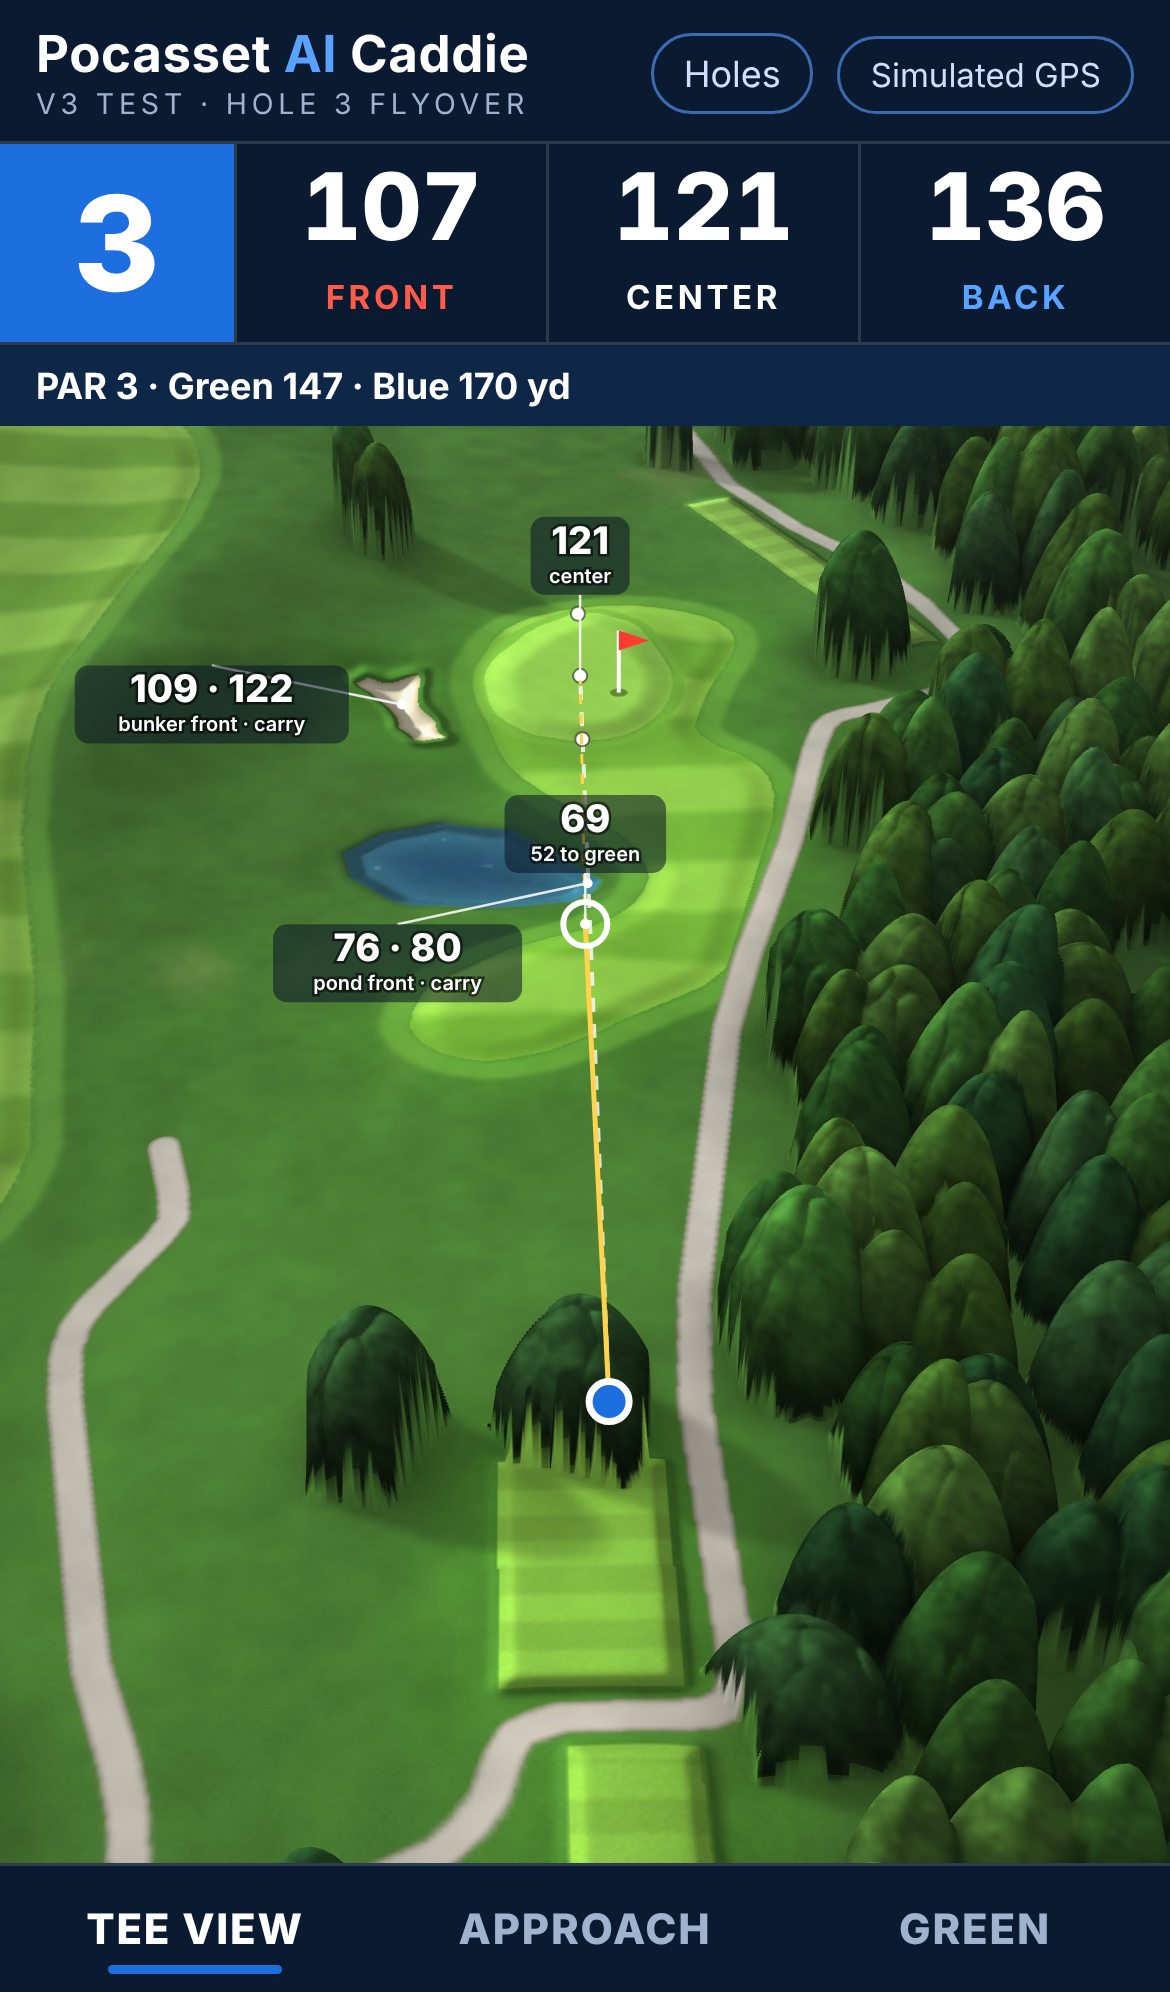 Pocasset AI Caddie
V3 TEST · HOLE 3 FLYOVER
Holes
Simulated GPS
3
107
FRONT
121
CENTER
136
BACK
PAR 3 · Green 147 · Blue 170 yd
121
center
109 · 122
bunker front · carry
69
52 to green
76 · 80
pond front · carry
TEE VIEW
APPROACH
GREEN